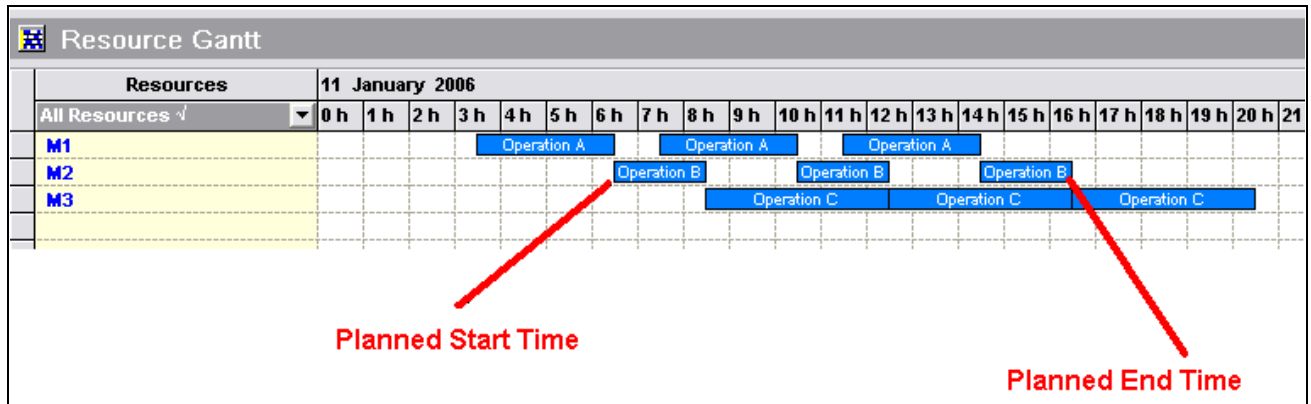 Resource Gantt
Resources 11 January 2006
All Resources √ 0 h 1 h 2 h 3 h 4 h 5 h 6 h 7 h 8 h 9 h 10 h 11 h 12 h 13 h 14 h 15 h 16 h 17 h 18 h 19 h 20 h 21
M1 Operation A Operation A Operation A
M2 Operation B Operation B Operation B
M3 Operation C Operation C Operation C
Planned Start Time
Planned End Time